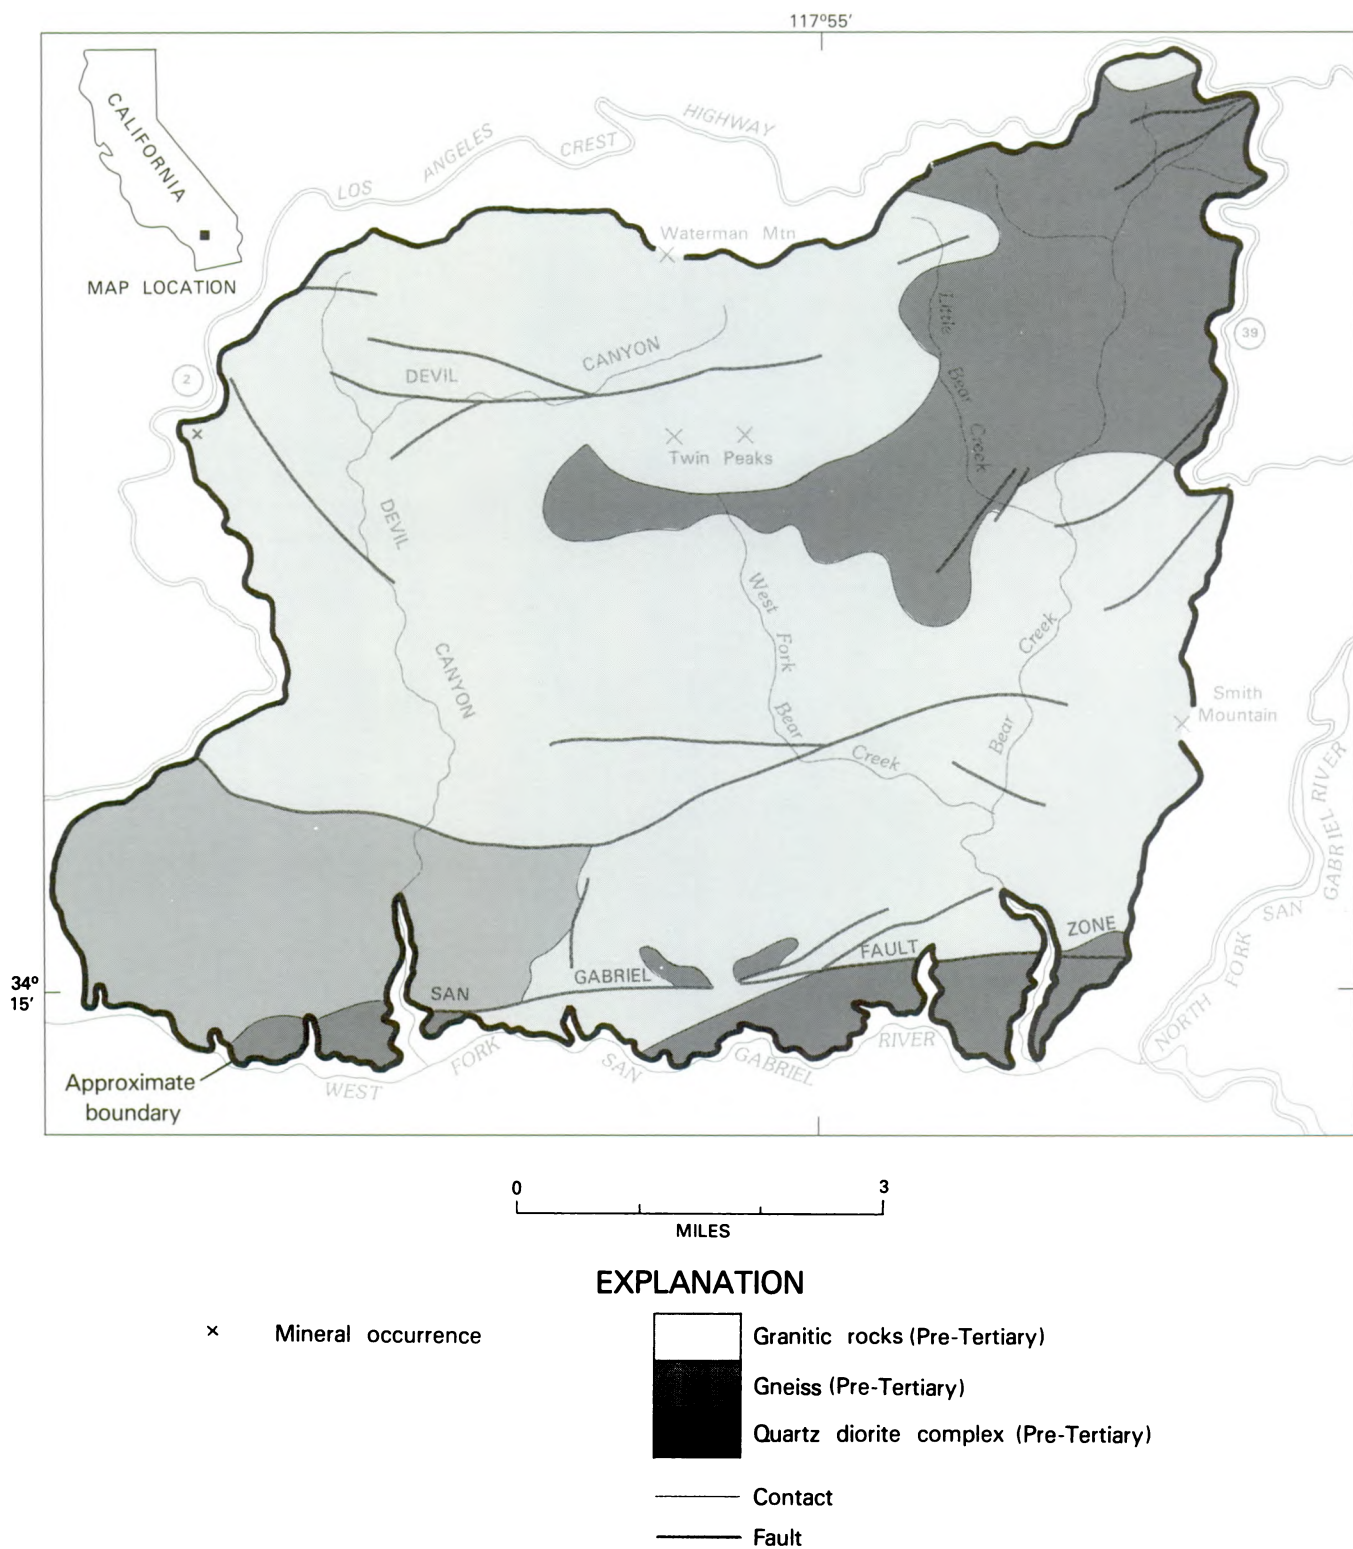 117°55′
CALIFORNIA
MAP LOCATION
LOS ANGELES CREST HIGHWAY
Waterman Mtn
2
39
DEVIL CANYON
Twin Peaks
Little Bear Creek
DEVIL CANYON
West Fork Bear Creek
Bear Creek
Smith
Mountain
SAN GABRIEL FAULT ZONE
34°
15′
NORTH FORK SAN GABRIEL RIVER
WEST FORK SAN GABRIEL RIVER
Approximate
boundary
0 3
MILES
EXPLANATION
× Mineral occurrence
Granitic rocks (Pre-Tertiary)
Gneiss (Pre-Tertiary)
Quartz diorite complex (Pre-Tertiary)
Contact
Fault